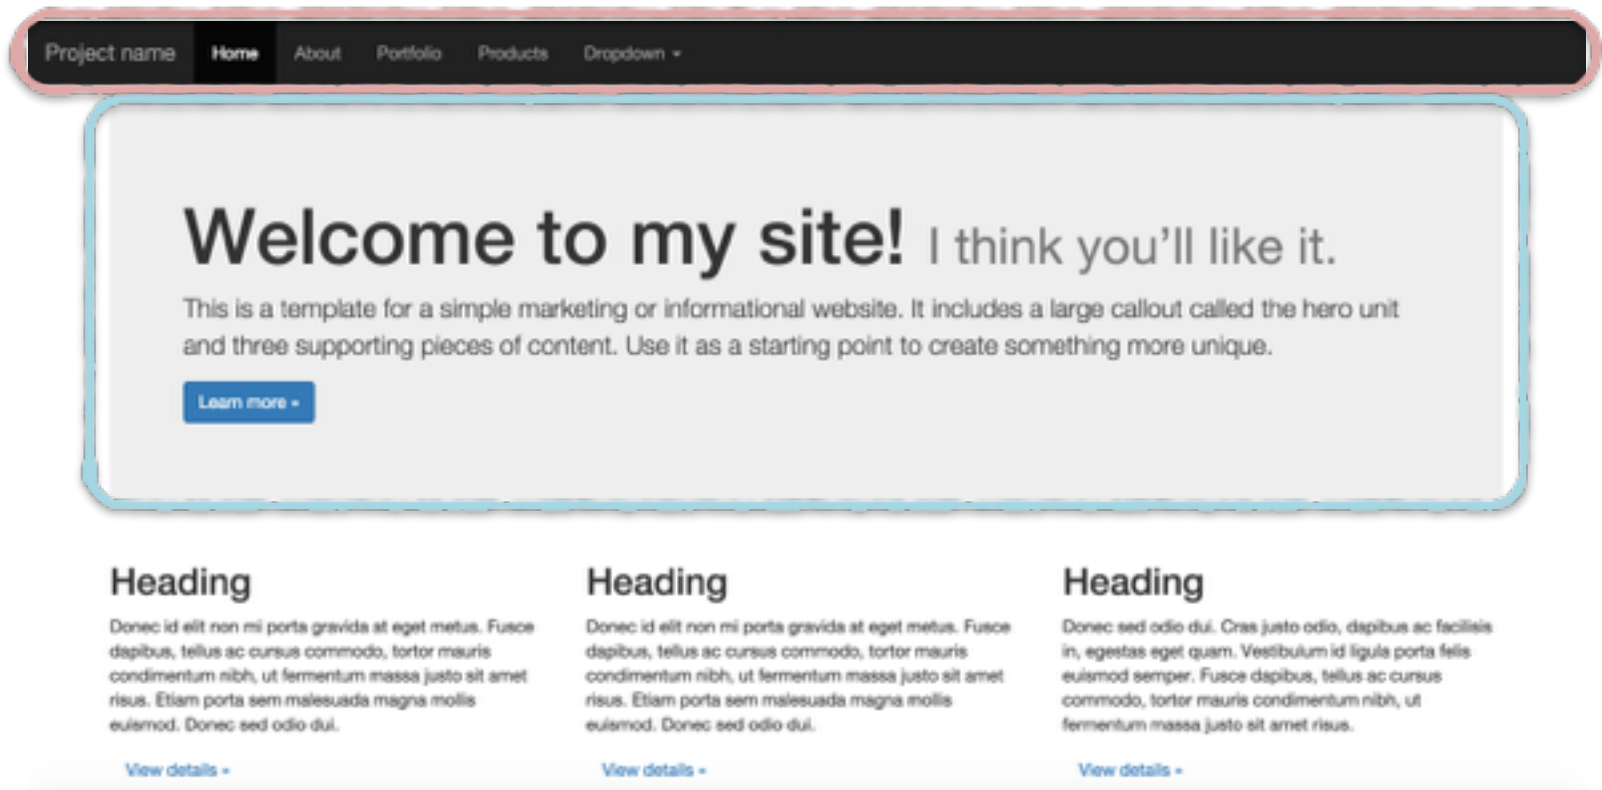 Project name Home About Portfolio Products Dropdown
Welcome to my site! I think you'll like it.
This is a template for a simple marketing or informational website. It includes a large callout called the hero unit
and three supporting pieces of content. Use it as a starting point to create something more unique.
Learn more »
Heading
Donec id elit non mi porta gravida at eget metus. Fusce
dapibus, tellus ac cursus commodo, tortor mauris
condimentum nibh, ut fermentum massa justo sit amet
risus. Etiam porta sem malesuada magna mollis
euismod. Donec sed odio dui.
View details »
Heading
Donec id elit non mi porta gravida at eget metus. Fusce
dapibus, tellus ac cursus commodo, tortor mauris
condimentum nibh, ut fermentum massa justo sit amet
risus. Etiam porta sem malesuada magna mollis
euismod. Donec sed odio dui.
View details »
Heading
Donec sed odio dui. Cras justo odio, dapibus ac facilisis
in, egestas eget quam. Vestibulum id ligula porta felis
euismod semper. Fusce dapibus, tellus ac cursus
commodo, tortor mauris condimentum nibh, ut
fermentum massa justo sit amet risus.
View details »